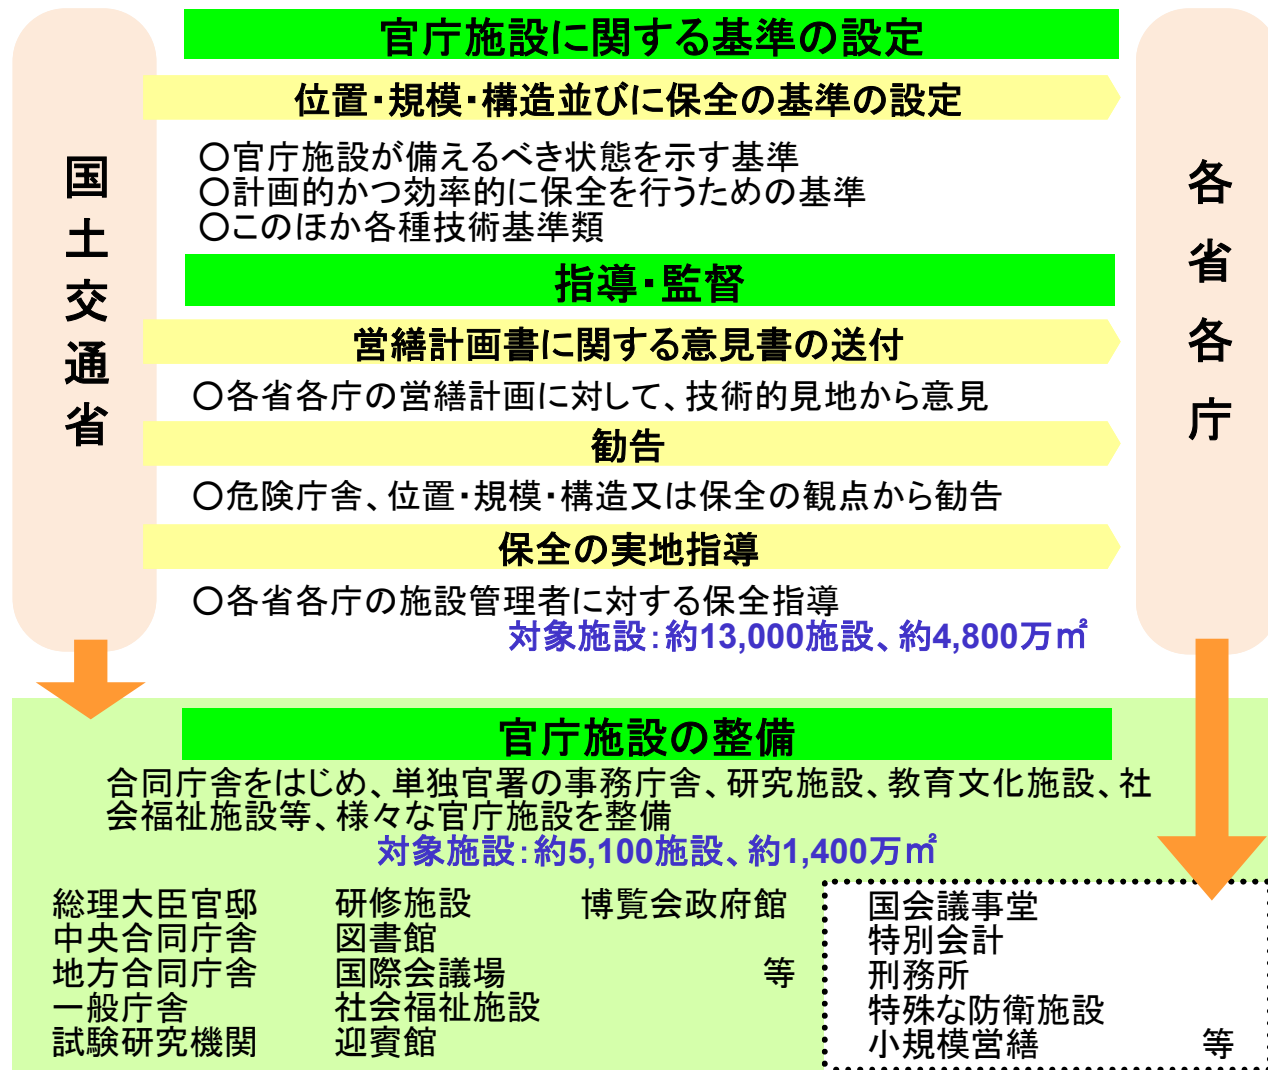 官庁施設に関する基準の設定
位置・規模・構造並びに保全の基準の設定
国土交通省
各省各庁
〇官庁施設が備えるべき状態を示す基準
〇計画的かつ効率的に保全を行うための基準
〇このほか各種技術基準類
指導・監督
営繕計画書に関する意見書の送付
〇各省各庁の営繕計画に対して、技術的見地から意見
勧告
〇危険庁舎、位置・規模・構造又は保全の観点から勧告
保全の実地指導
〇各省各庁の施設管理者に対する保全指導
対象施設：約13,000施設、約4,800万㎡
官庁施設の整備
合同庁舎をはじめ、単独官署の事務庁舎、研究施設、教育文化施設、社
会福祉施設等、様々な官庁施設を整備
対象施設：約5,100施設、約1,400万㎡
総理大臣官邸
中央合同庁舎
地方合同庁舎
一般庁舎
試験研究機関
研修施設
図書館
国際会議場
社会福祉施設
迎賓館
博覧会政府館
等
国会議事堂
特別会計
刑務所
特殊な防衛施設
小規模営繕 等